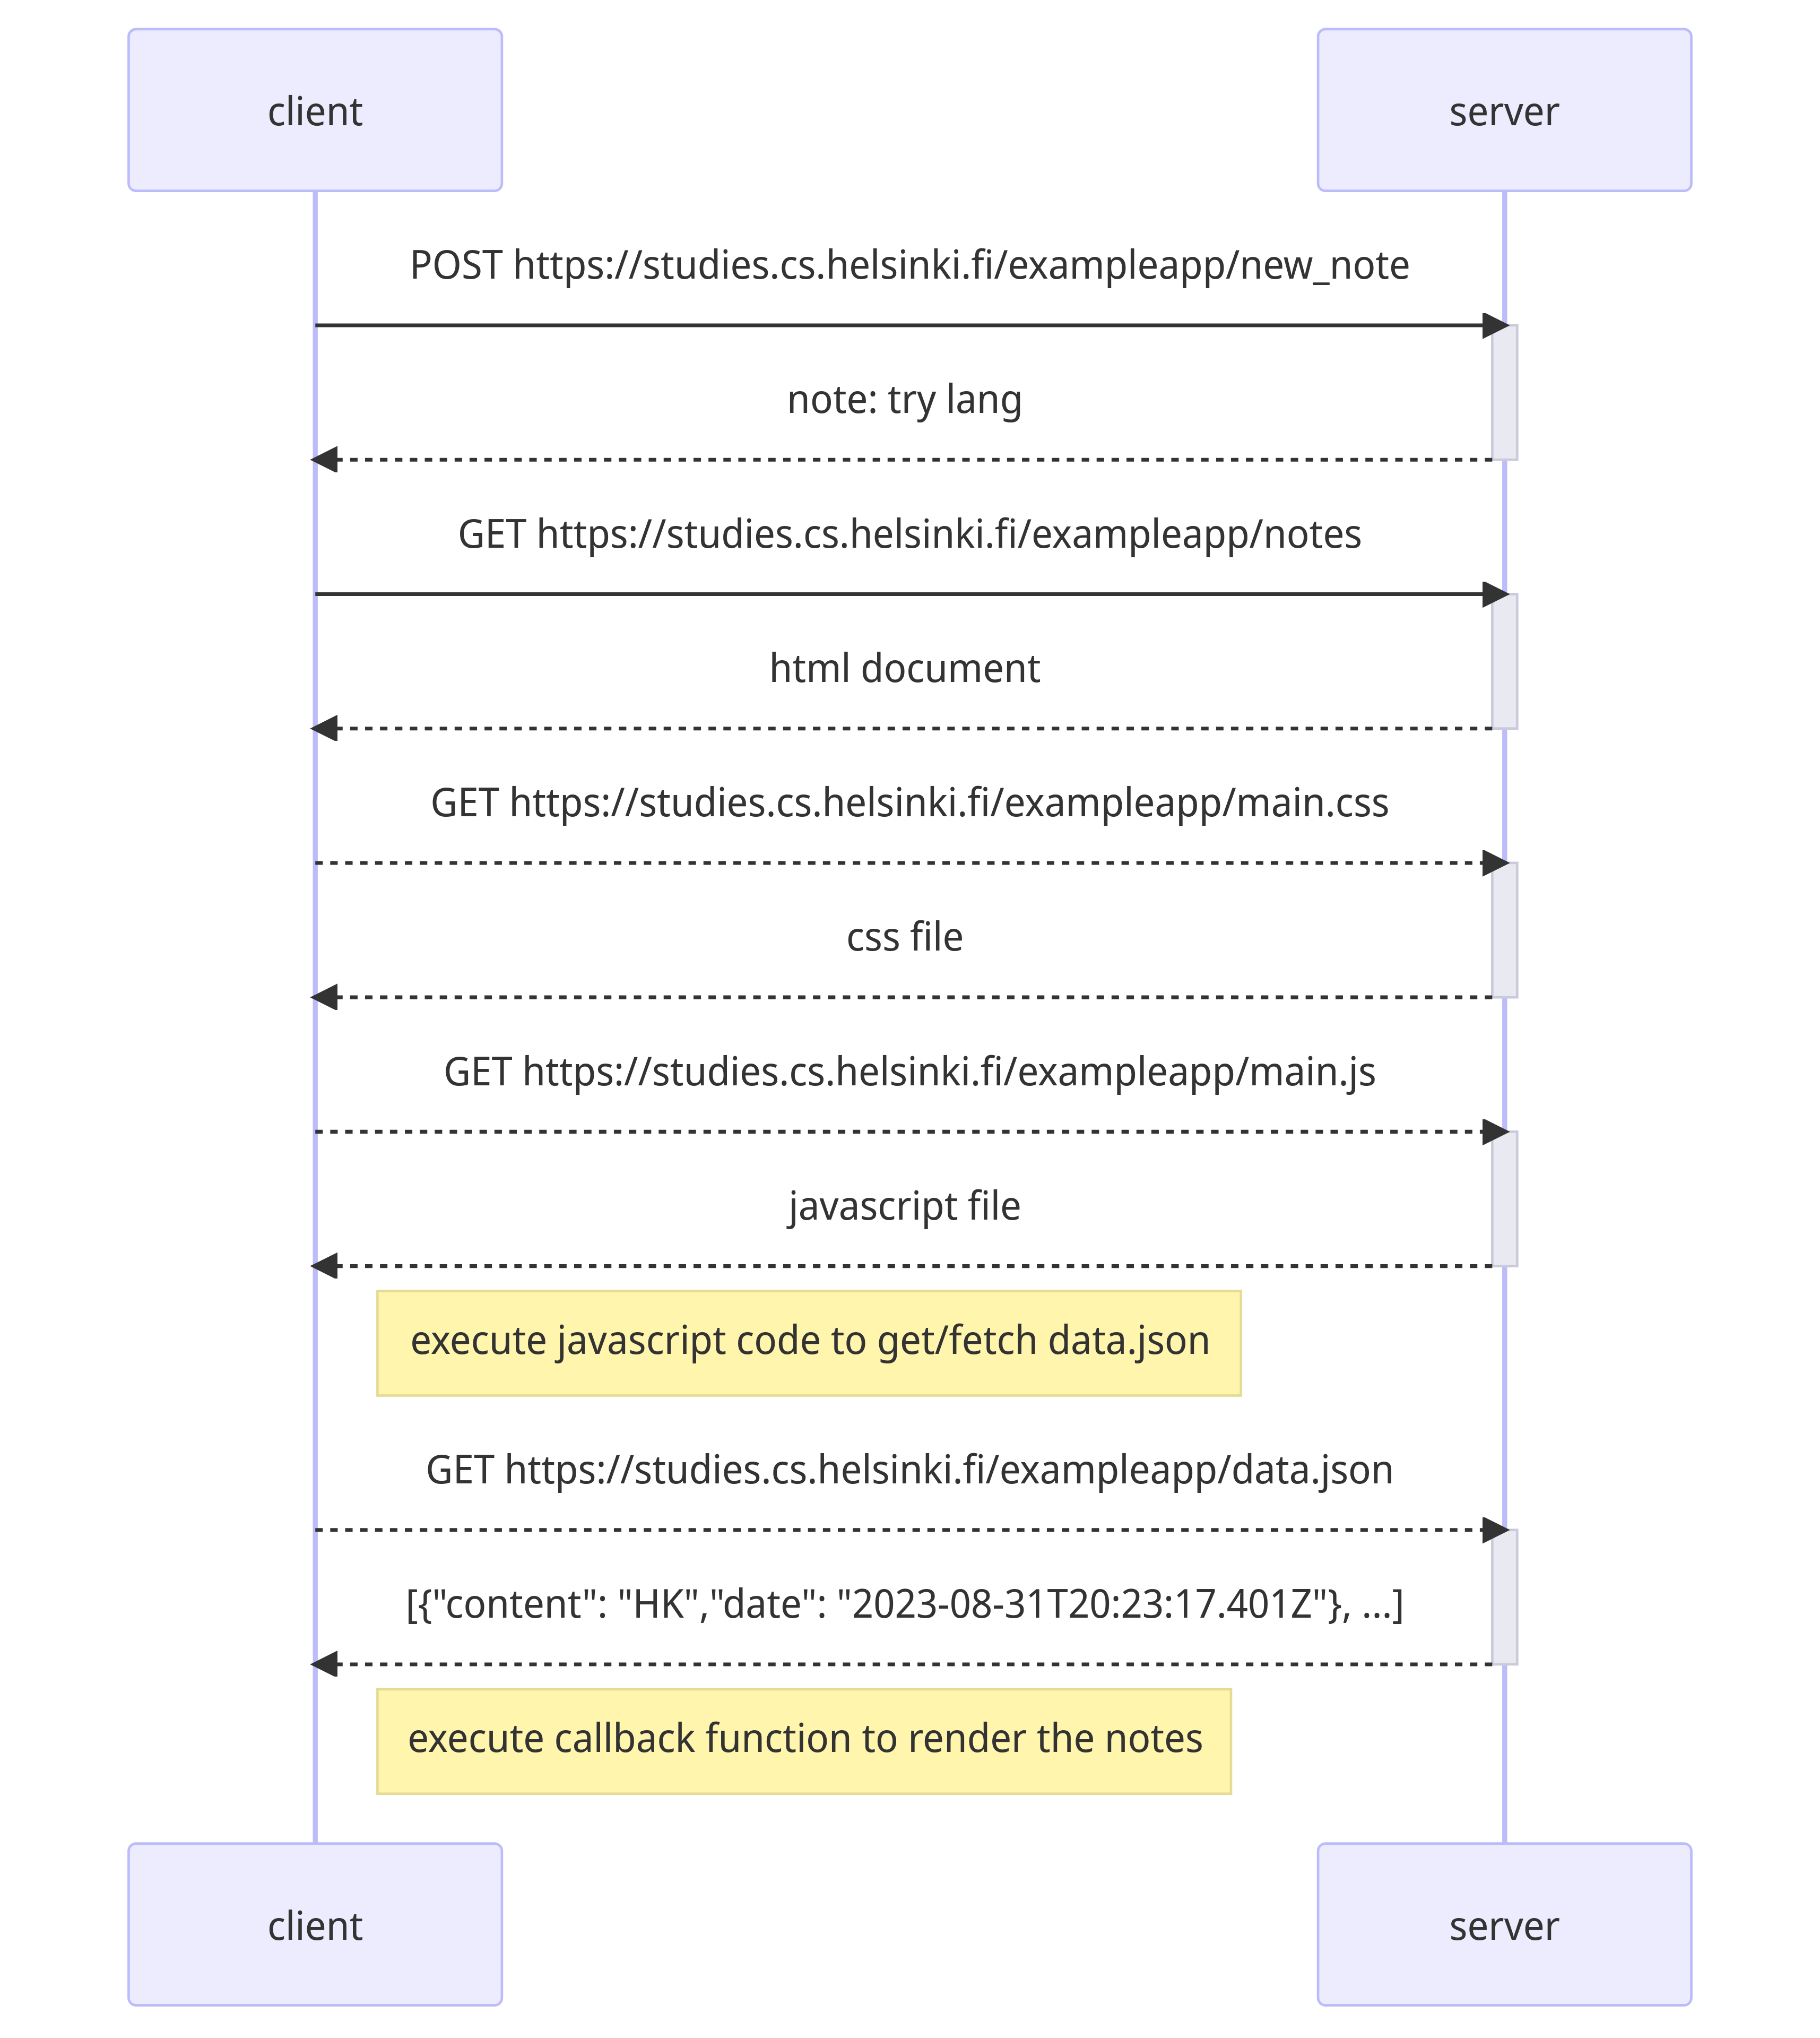 client
server
POST https://studies.cs.helsinki.fi/exampleapp/new_note
note: try lang
GET https://studies.cs.helsinki.fi/exampleapp/notes
html document
GET https://studies.cs.helsinki.fi/exampleapp/main.css
css file
GET https://studies.cs.helsinki.fi/exampleapp/main.js
javascript file
execute javascript code to get/fetch data.json
GET https://studies.cs.helsinki.fi/exampleapp/data.json
[{"content": "HK","date": "2023-08-31T20:23:17.401Z"}, ...]
execute callback function to render the notes
client
server